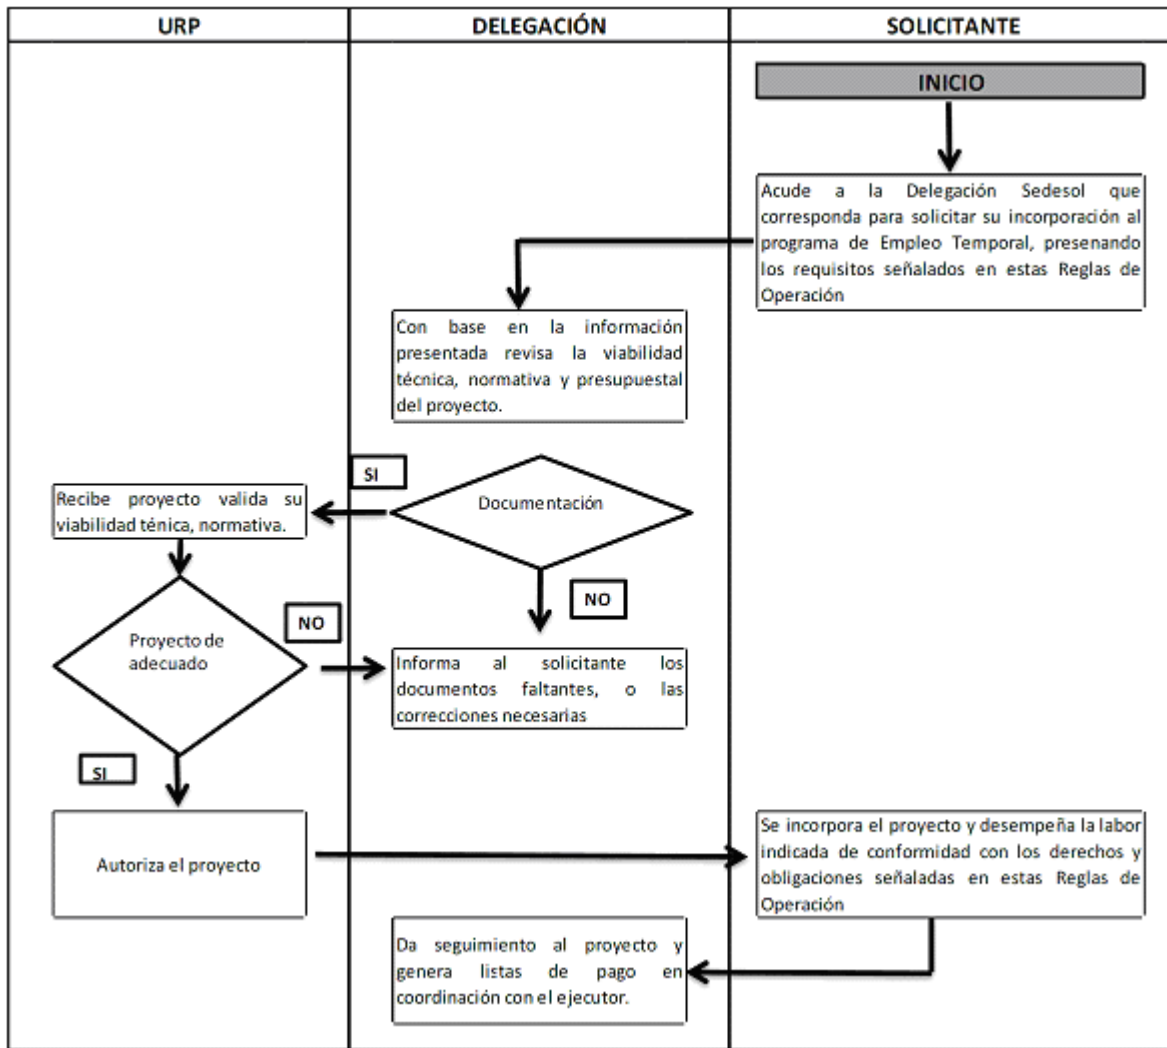 URP
DELEGACIÓN
SOLICITANTE
INICIO
Acude a la Delegación Sedesol que
corresponda para solicitar su incorporación al
programa de Empleo Temporal, presenando
los requisitos señalados en estas Reglas de
Operación
Con base en la información
presentada revisa la viabilidad
técnica, normativa y presupuestal
del proyecto.
SI
Documentación
Recibe proyecto valida su
viabilidad ténica, normativa.
NO
NO
Proyecto de
adecuado
Informa al solicitante los
documentos faltantes, o las
correcciones necesarias
SI
Autoriza el proyecto
Se incorpora el proyecto y desempeña la labor
indicada de conformidad con los derechos y
obligaciones señaladas en estas Reglas de
Operación
Da seguimiento al proyecto y
genera listas de pago en
coordinación con el ejecutor.